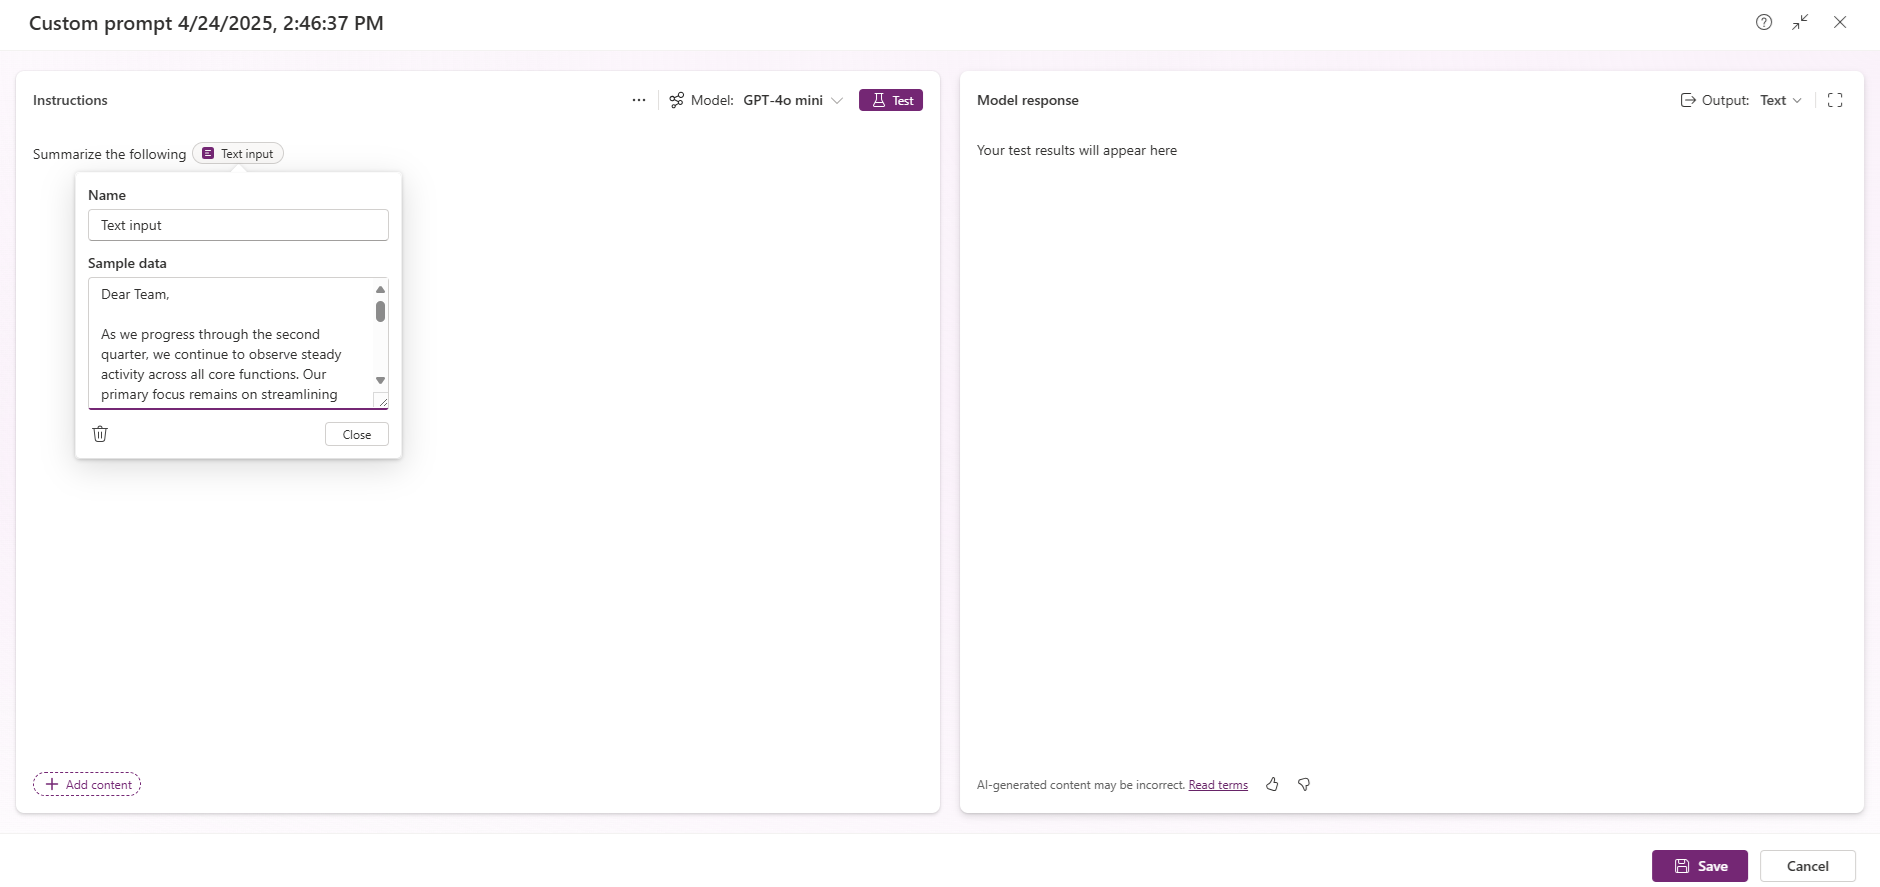 Custom prompt 4/24/2025, 2:46:37 PM
Instructions
Model: GPT-4o mini
Test
Summarize the following Text input
Name
Text input
Sample data
Dear Team,
As we progress through the second
quarter, we continue to observe steady
activity across all core functions. Our
primary focus remains on streamlining
Close
Add content
Model response
Output: Text
Your test results will appear here
AI-generated content may be incorrect. Read terms
Save
Cancel